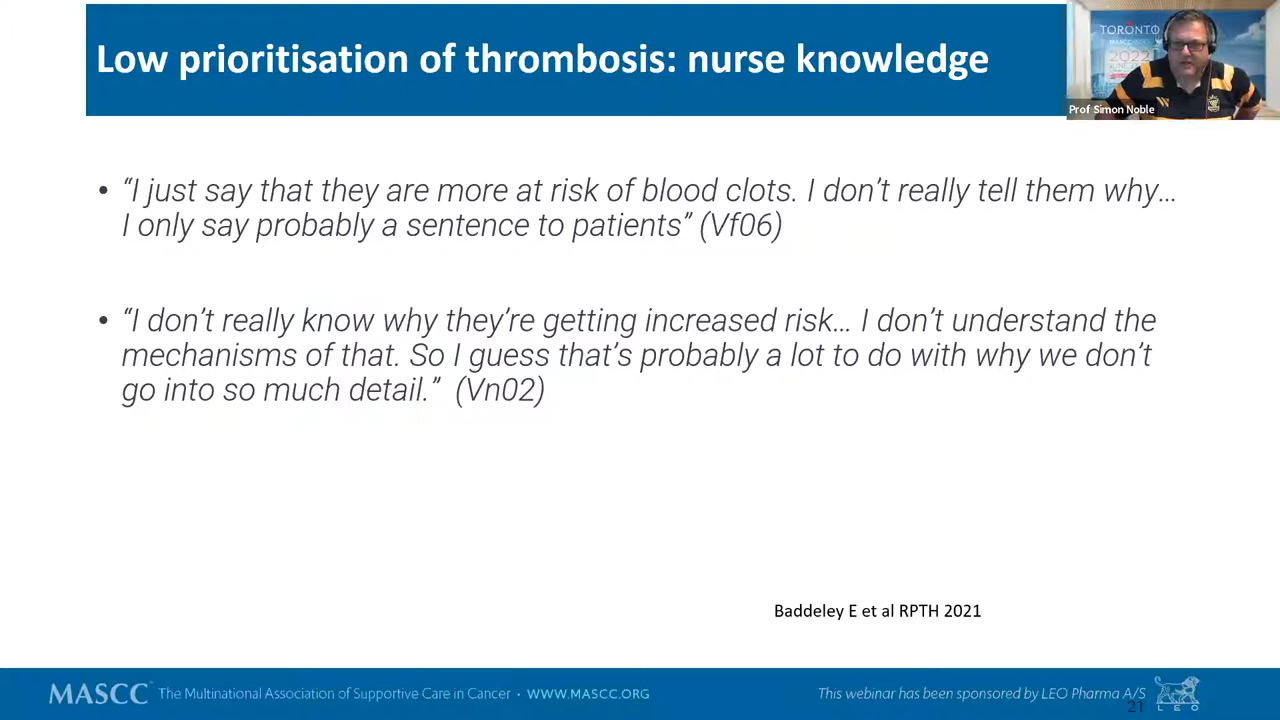 Low prioritisation of thrombosis: nurse knowledge
TORONTO
2022
Prof Simon Noble
• “I just say that they are more at risk of blood clots. I don’t really tell them why…
I only say probably a sentence to patients” (Vf06)
• “I don’t really know why they’re getting increased risk… I don’t understand the
mechanisms of that. So I guess that’s probably a lot to do with why we don’t
go into so much detail.” (Vn02)
Baddeley E et al RPTH 2021
MASCC The Multinational Association of Supportive Care in Cancer • WWW.MASCC.ORG
This webinar has been sponsored by LEO Pharma A/S
21
LEO